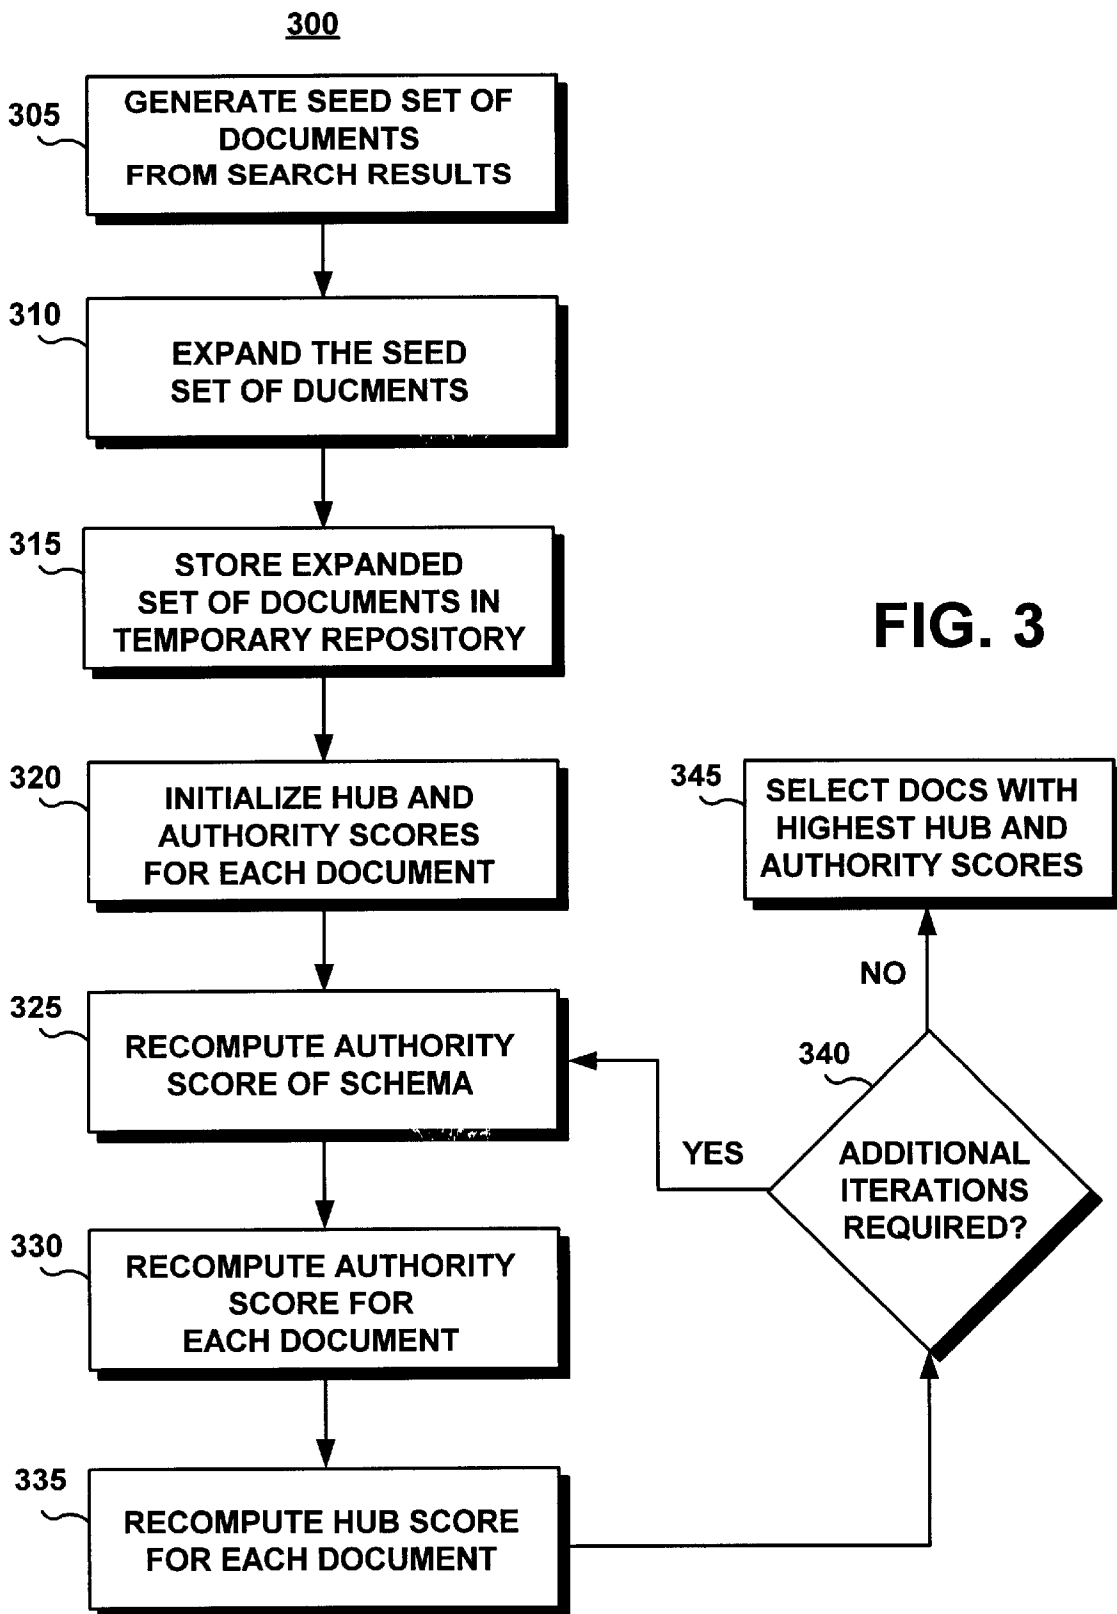 300
305
GENERATE SEED SET OF
DOCUMENTS
FROM SEARCH RESULTS
310
EXPAND THE SEED
SET OF DUCMENTS
315
STORE EXPANDED
SET OF DOCUMENTS IN
TEMPORARY REPOSITORY
FIG. 3
320
INITIALIZE HUB AND
AUTHORITY SCORES
FOR EACH DOCUMENT
345
SELECT DOCS WITH
HIGHEST HUB AND
AUTHORITY SCORES
NO
325
RECOMPUTE AUTHORITY
SCORE OF SCHEMA
340
YES
ADDITIONAL
ITERATIONS
REQUIRED?
330
RECOMPUTE AUTHORITY
SCORE FOR
EACH DOCUMENT
335
RECOMPUTE HUB SCORE
FOR EACH DOCUMENT